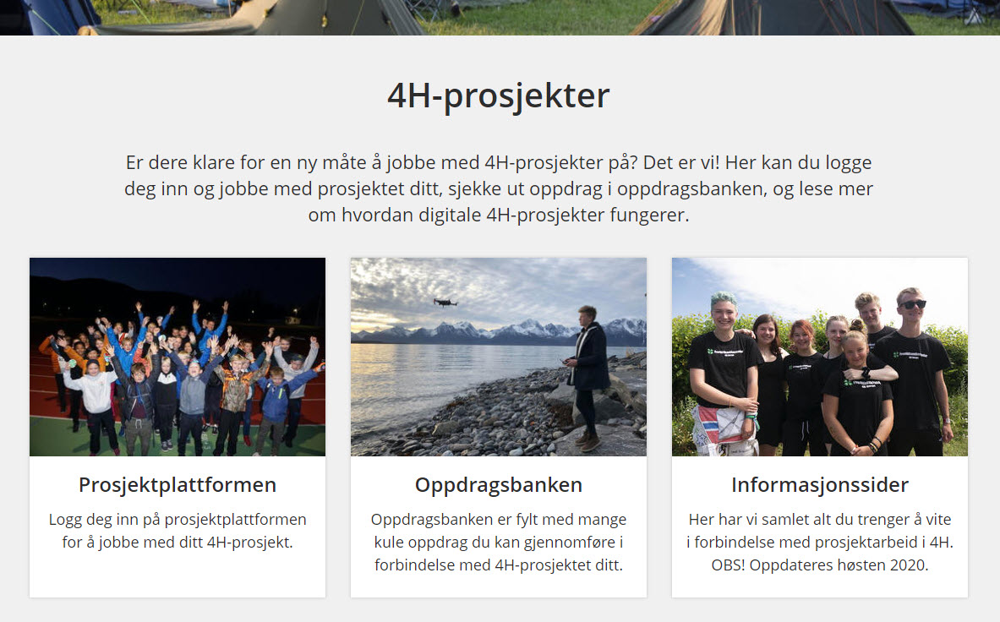 4H-prosjekter
Er dere klare for en ny måte å jobbe med 4H-prosjekter på? Det er vi! Her kan du logge
deg inn og jobbe med prosjektet ditt, sjekke ut oppdrag i oppdragsbanken, og lese mer
om hvordan digitale 4H-prosjekter fungerer.
Prosjektplattformen
Logg deg inn på prosjektplattformen
for å jobbe med ditt 4H-prosjekt.
Oppdragsbanken
Oppdragsbanken er fylt med mange
kule oppdrag du kan gjennomføre i
forbindelse med 4H-prosjektet ditt.
Informasjonssider
Her har vi samlet alt du trenger å vite
i forbindelse med prosjektarbeid i 4H.
OBS! Oppdateres høsten 2020.